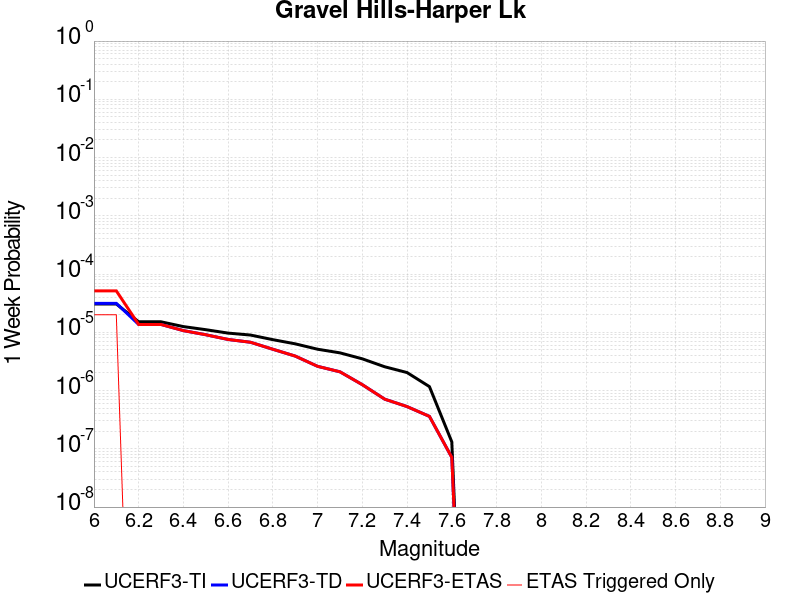 Gravel Hills-Harper Lk
10^0
10^-1
10^-2
10^-3
10^-4
10^-5
10^-6
10^-7
10^-8
1 Week Probability
6 6.2 6.4 6.6 6.8 7 7.2 7.4 7.6 7.8 8 8.2 8.4 8.6 8.8 9
Magnitude
UCERF3-TI UCERF3-TD UCERF3-ETAS ETAS Triggered Only